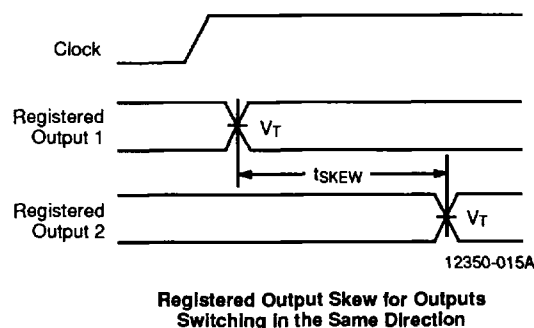 Clock
Registered
Output 1
VT
tSKEW
Registered
Output 2
VT
12350-015A
Registered Output Skew for Outputs
Switching in the Same Direction